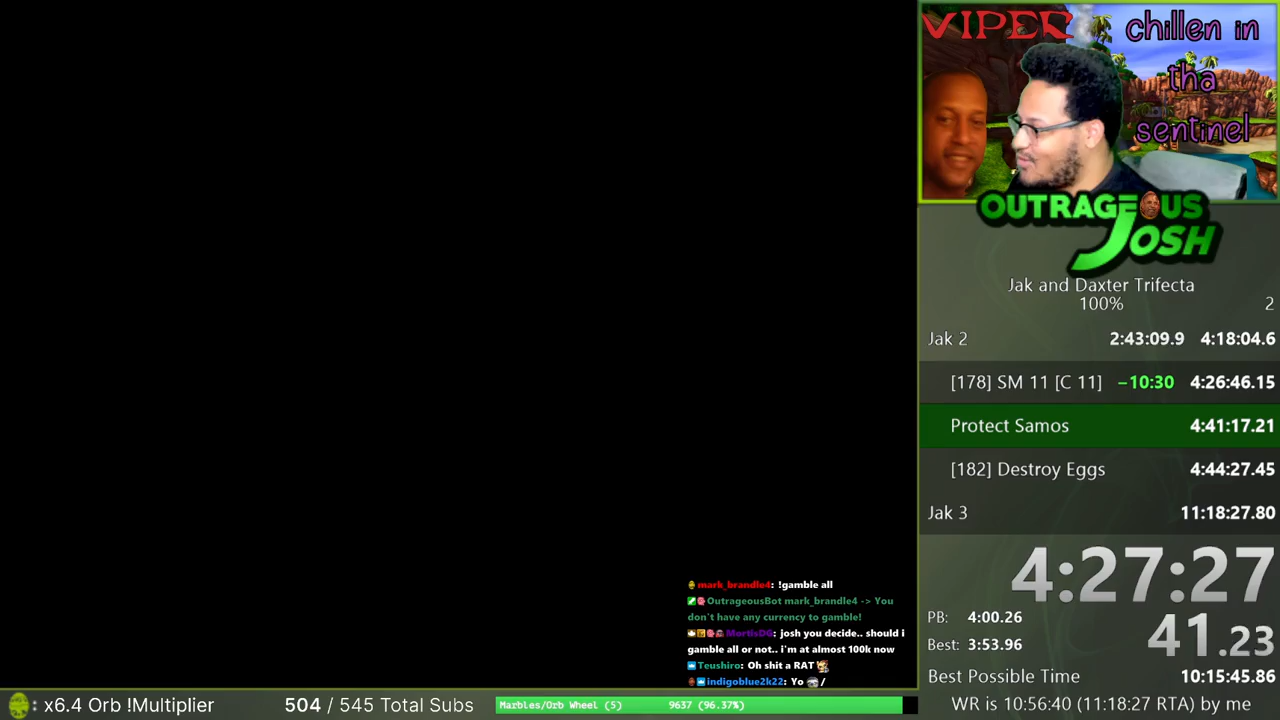 VIPER
chillen in
tha
sentinel
OUTRAGEOUS
JOSH
Jak and Daxter Trifecta
100% 2
Jak 2 2:43:09.9 4:18:04.6
[178] SM 11 [C 11] −10:30 4:26:46.15
Protect Samos 4:41:17.21
[182] Destroy Eggs 4:44:27.45
Jak 3 11:18:27.80
4:27:27
PB: 4:00.26
41.23
Best: 3:53.96
Best Possible Time 10:15:45.86
WR is 10:56:40 (11:18:27 RTA) by me
mark_brandle4: !gamble all
OutrageousBot mark_brandle4 -> You
don't have any currency to gamble!
MortisDG: josh you decide.. should i
gamble all or not.. i'm at almost 100k now
Teushiro: Oh shit a RAT
indigoblue2k22: Yo /
: x6.4 Orb !Multiplier 504 / 545 Total Subs Marbles/Orb Wheel (5) 9637 (96.37%)